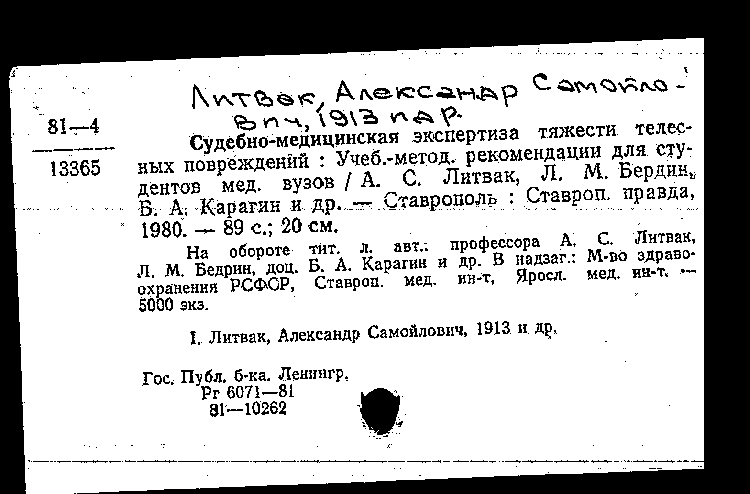 Литвак, Александр Самойло-
вич, 1913 и др.
81—4
13365
Судебно-медицинская экспертиза тяжести телес-
ных повреждений : Учеб.-метод. рекомендации для сту-
дентов мед. вузов / А. С. Литвак, Л. М. Бердин,
Б. А. Карагин и др. — Ставрополь : Ставроп. правда,
1980. — 89 с.; 20 см.
На обороте тит. л. авт.: профессора А. С. Литвак,
Л. М. Бедрин, доц. Б. А. Карагин и др. В надзаг.: М-во здраво-
охранения РСФСР, Ставроп. мед. ин-т, Яросл. мед. ин-т. —
5000 экз.
I. Литвак, Александр Самойлович, 1913 и др.
Гос. Публ. б-ка. Ленингр.
Рг 6071—81
81—10262